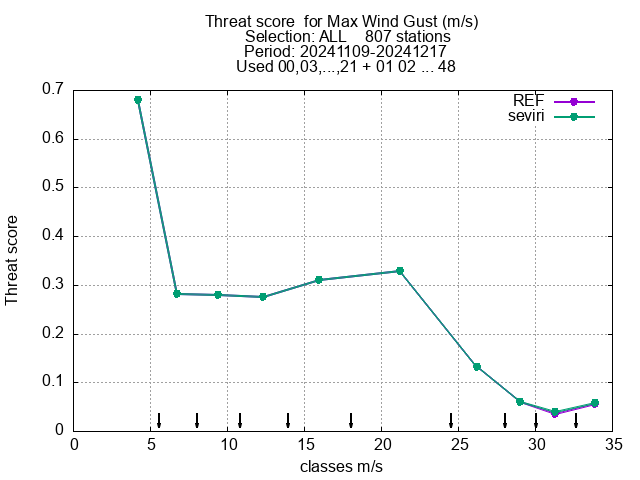 Threat score  for Max Wind Gust (m/s)
Selection: ALL    807 stations
Period: 20241109-20241217
Used 00,03,...,21 + 01 02 ... 48
REF
seviri
Threat score
0.7
0.6
0.5
0.4
0.3
0.2
0.1
0
0 5 10 15 20 25 30 35
classes m/s